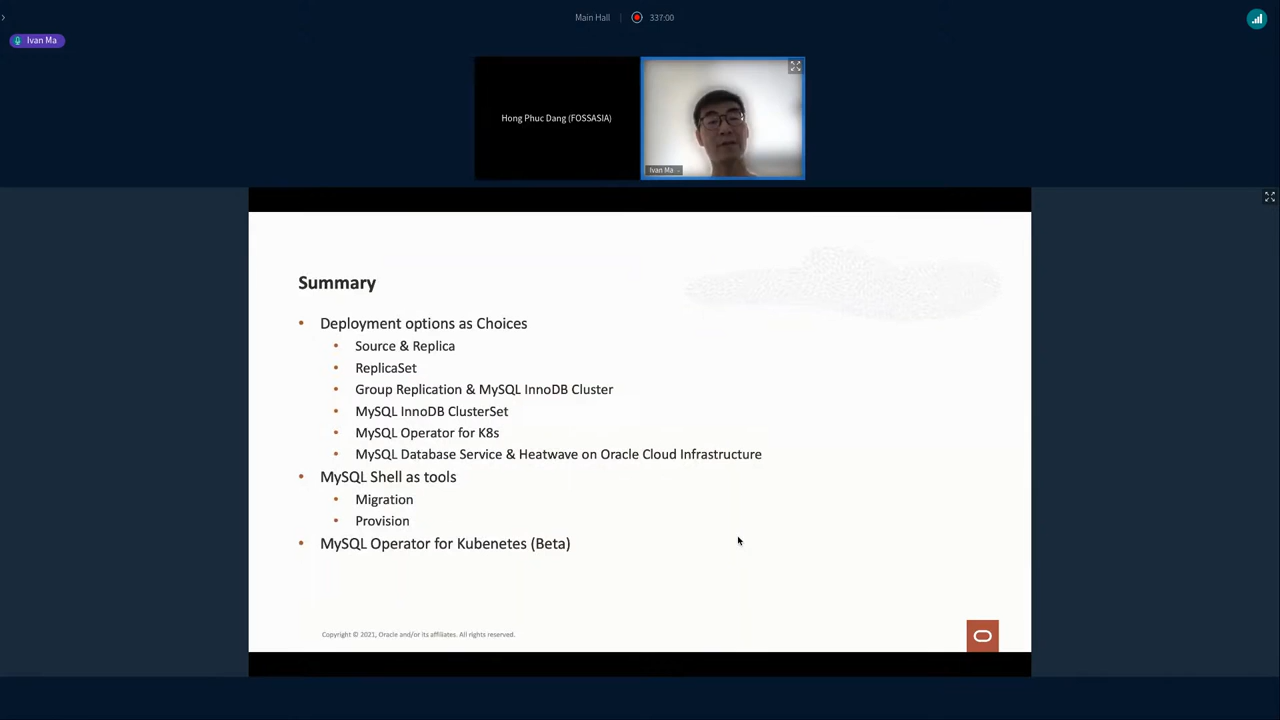 Main Hall
337:00
Ivan Ma
Hong Phuc Dang (FOSSASIA)
Ivan Ma
Summary
• Deployment options as Choices
• Source & Replica
• ReplicaSet
• Group Replication & MySQL InnoDB Cluster
• MySQL InnoDB ClusterSet
• MySQL Operator for K8s
• MySQL Database Service & Heatwave on Oracle Cloud Infrastructure
• MySQL Shell as tools
• Migration
• Provision
• MySQL Operator for Kubenetes (Beta)
Copyright © 2021, Oracle and/or its affiliates. All rights reserved.